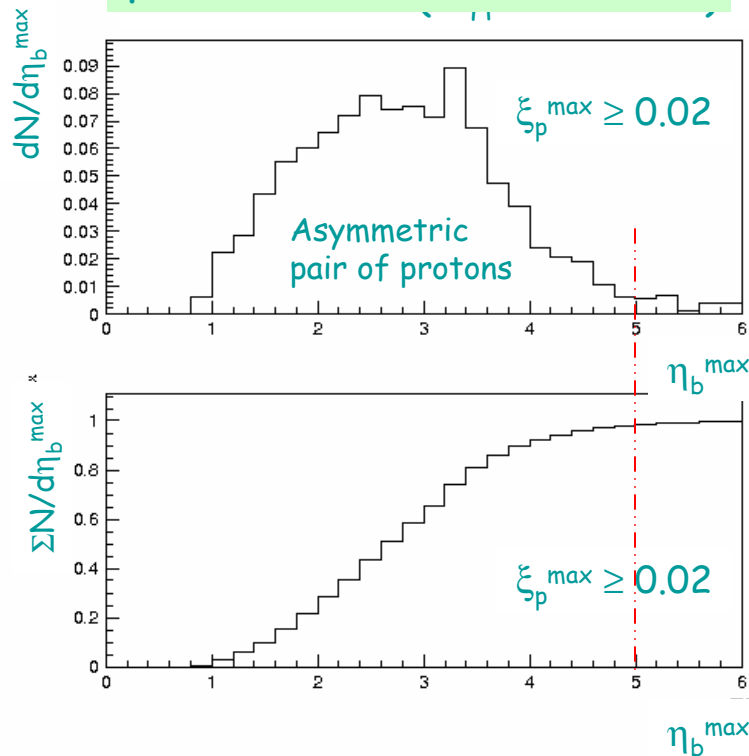 dN/dη_b^max
ξ_p^max ≥ 0.02
Asymmetric
pair of protons
0.09
0.08
0.07
0.06
0.05
0.04
0.03
0.02
0.01
0
0 1 2 3 4 5 6
η_b^max
ΣN/dη_b^max
1
0.8
0.6
0.4
0.2
0
ξ_p^max ≥ 0.02
0 1 2 3 4 5 6
η_b^max